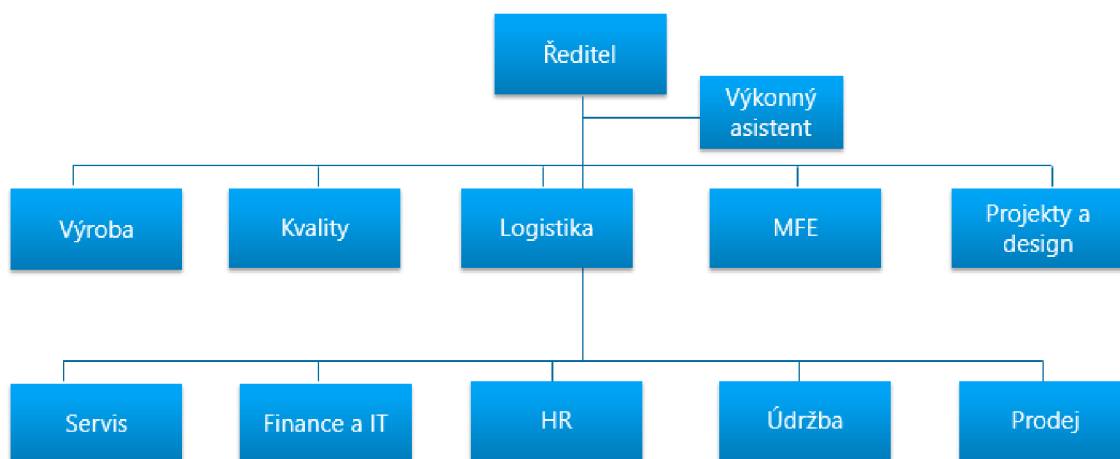 Ředitel
Výkonný
asistent
Výroba
Kvality
Logistika
MFE
Projekty a
design
Servis
Finance a IT
HR
Údržba
Prodej